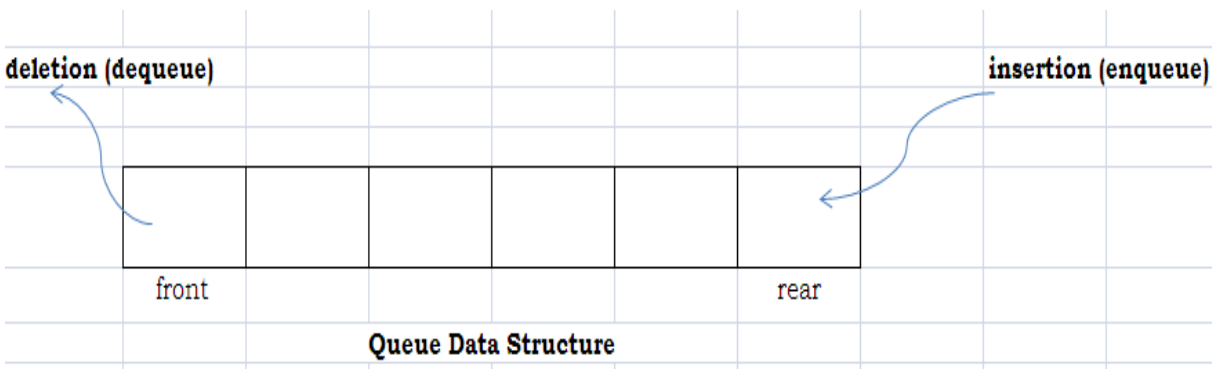 deletion (dequeue)
insertion (enqueue)
front
rear
Queue Data Structure